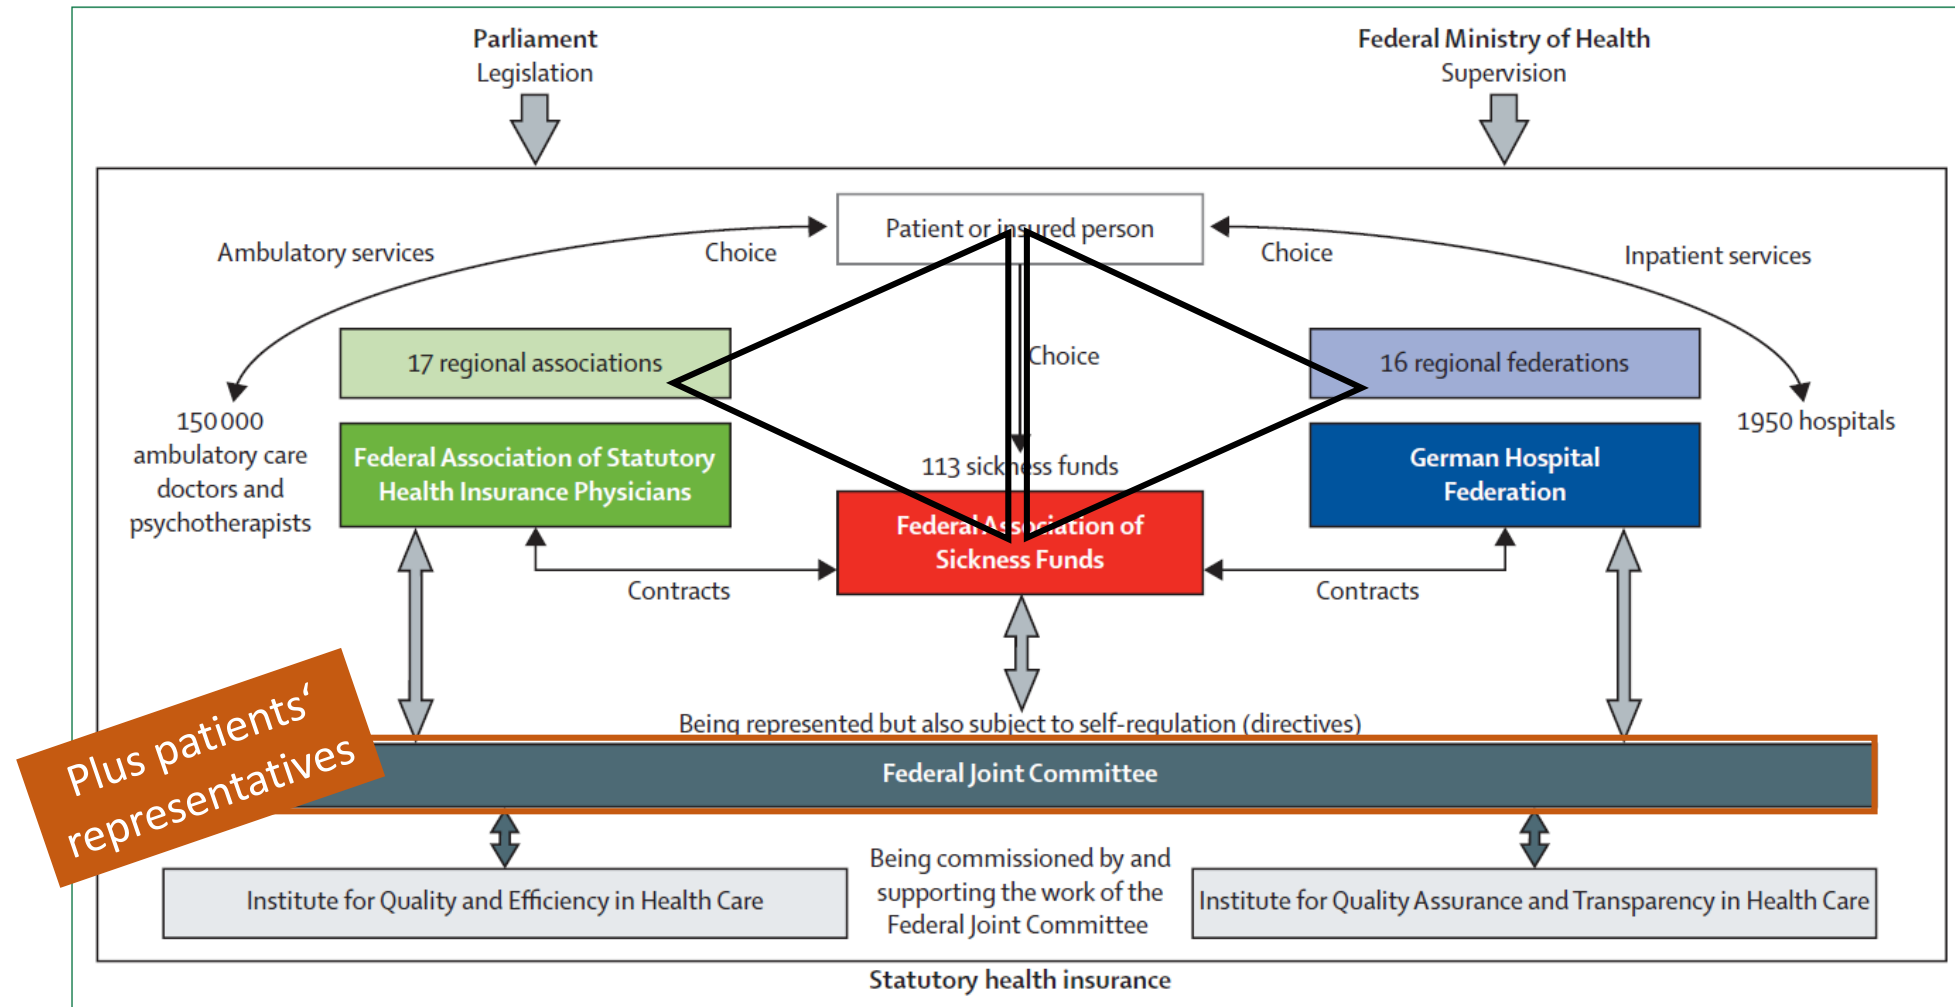 Parliament
Legislation
Federal Ministry of Health
Supervision
Patient or insured person
Ambulatory services
Choice
Choice
Inpatient services
17 regional associations
Choice
16 regional federations
150 000
ambulatory care
doctors and
psychotherapists
1950 hospitals
Federal Association of Statutory
Health Insurance Physicians
113 sickness funds
German Hospital
Federation
Federal Association of
Sickness Funds
Contracts
Contracts
Plus patients‘
representatives
Being represented but also subject to self-regulation (directives)
Federal Joint Committee
Institute for Quality and Efficiency in Health Care
Being commissioned by and
supporting the work of the
Federal Joint Committee
Institute for Quality Assurance and Transparency in Health Care
Statutory health insurance